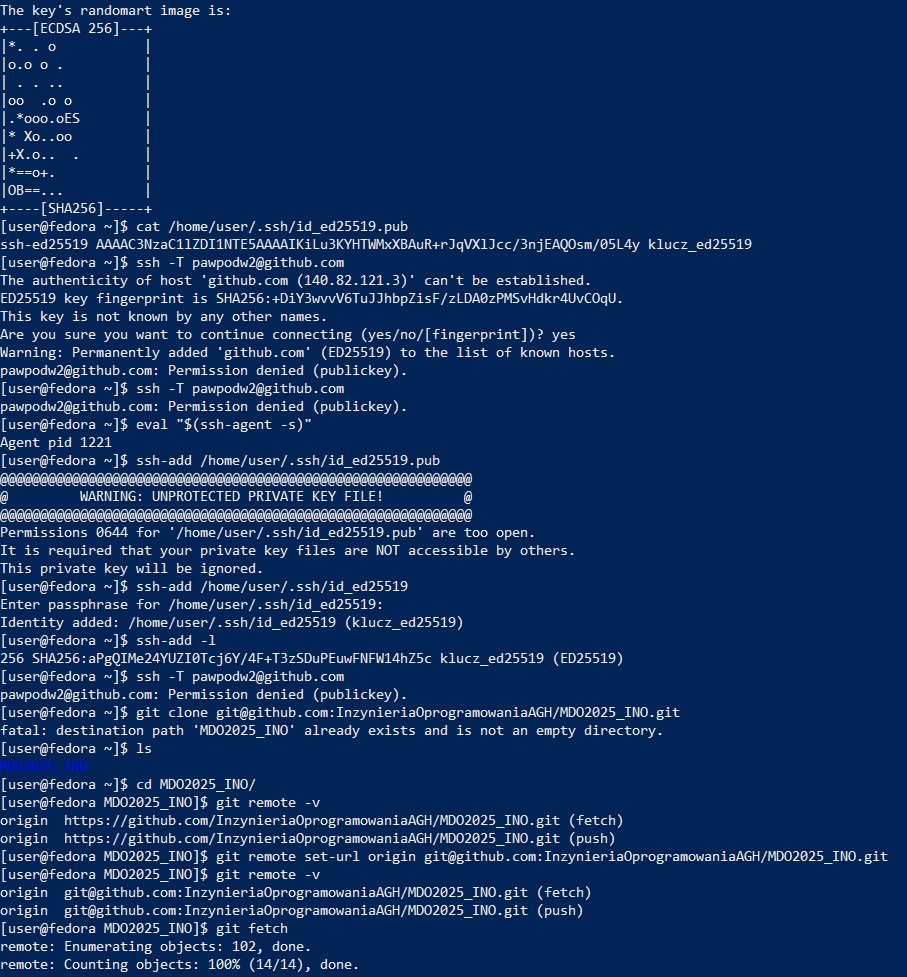 The key's randomart image is:
+---[ECDSA 256]---+
|*. . o           |
|o.o o .          |
| . . ..          |
|oo  .o o         |
|.*ooo.oES        |
|* Xo..oo         |
|+X.o..  .        |
|*==o+.           |
|OB==...          |
+----[SHA256]-----+
[user@fedora ~]$ cat /home/user/.ssh/id_ed25519.pub
ssh-ed25519 AAAAC3NzaC1lZDI1NTE5AAAAIKiLu3KYHTWMxXBAuR+rJqVXlJcc/3njEAQOsm/05L4y klucz_ed25519
[user@fedora ~]$ ssh -T pawpodw2@github.com
The authenticity of host 'github.com (140.82.121.3)' can't be established.
ED25519 key fingerprint is SHA256:+DiY3wvvV6TuJJhbpZisF/zLDA0zPMSvHdkr4UvCOqU.
This key is not known by any other names.
Are you sure you want to continue connecting (yes/no/[fingerprint])? yes
Warning: Permanently added 'github.com' (ED25519) to the list of known hosts.
pawpodw2@github.com: Permission denied (publickey).
[user@fedora ~]$ ssh -T pawpodw2@github.com
pawpodw2@github.com: Permission denied (publickey).
[user@fedora ~]$ eval "$(ssh-agent -s)"
Agent pid 1221
[user@fedora ~]$ ssh-add /home/user/.ssh/id_ed25519.pub
@@@@@@@@@@@@@@@@@@@@@@@@@@@@@@@@@@@@@@@@@@@@@@@@@@@@@@@@@@@
@         WARNING: UNPROTECTED PRIVATE KEY FILE!          @
@@@@@@@@@@@@@@@@@@@@@@@@@@@@@@@@@@@@@@@@@@@@@@@@@@@@@@@@@@@
Permissions 0644 for '/home/user/.ssh/id_ed25519.pub' are too open.
It is required that your private key files are NOT accessible by others.
This private key will be ignored.
[user@fedora ~]$ ssh-add /home/user/.ssh/id_ed25519
Enter passphrase for /home/user/.ssh/id_ed25519:
Identity added: /home/user/.ssh/id_ed25519 (klucz_ed25519)
[user@fedora ~]$ ssh-add -l
256 SHA256:aPgQIMe24YUZI0Tcj6Y/4F+T3zSDuPEuwFNFW14hZ5c klucz_ed25519 (ED25519)
[user@fedora ~]$ ssh -T pawpodw2@github.com
pawpodw2@github.com: Permission denied (publickey).
[user@fedora ~]$ git clone git@github.com:InzynieriaOprogramowaniaAGH/MDO2025_INO.git
fatal: destination path 'MDO2025_INO' already exists and is not an empty directory.
[user@fedora ~]$ ls
MDO2025_INO
[user@fedora ~]$ cd MDO2025_INO/
[user@fedora MDO2025_INO]$ git remote -v
origin  https://github.com/InzynieriaOprogramowaniaAGH/MDO2025_INO.git (fetch)
origin  https://github.com/InzynieriaOprogramowaniaAGH/MDO2025_INO.git (push)
[user@fedora MDO2025_INO]$ git remote set-url origin git@github.com:InzynieriaOprogramowaniaAGH/MDO2025_INO.git
[user@fedora MDO2025_INO]$ git remote -v
origin  git@github.com:InzynieriaOprogramowaniaAGH/MDO2025_INO.git (fetch)
origin  git@github.com:InzynieriaOprogramowaniaAGH/MDO2025_INO.git (push)
[user@fedora MDO2025_INO]$ git fetch
remote: Enumerating objects: 102, done.
remote: Counting objects: 100% (14/14), done.